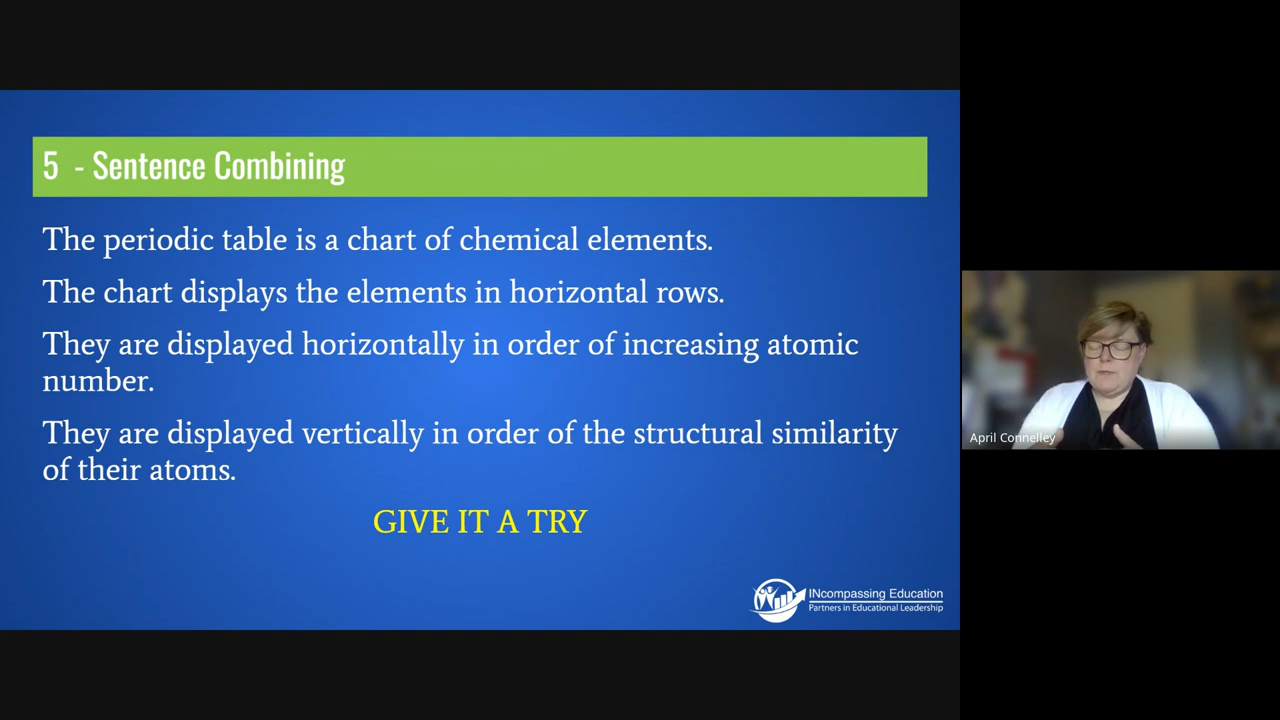 5 - Sentence Combining
The periodic table is a chart of chemical elements.
The chart displays the elements in horizontal rows.
They are displayed horizontally in order of increasing atomic
number.
They are displayed vertically in order of the structural similarity
of their atoms.
GIVE IT A TRY
INcompassing Education
Partners in Educational Leadership
April Connelley